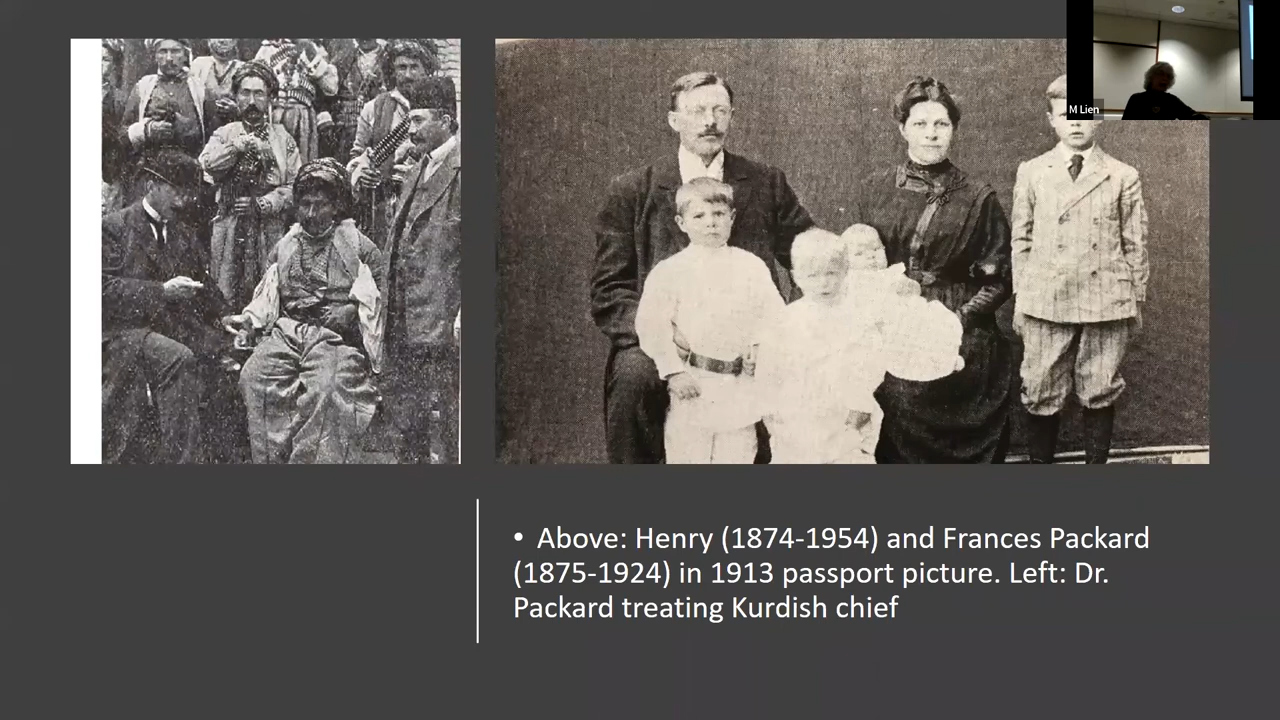 M Lien
• Above: Henry (1874-1954) and Frances Packard
(1875-1924) in 1913 passport picture. Left: Dr.
Packard treating Kurdish chief